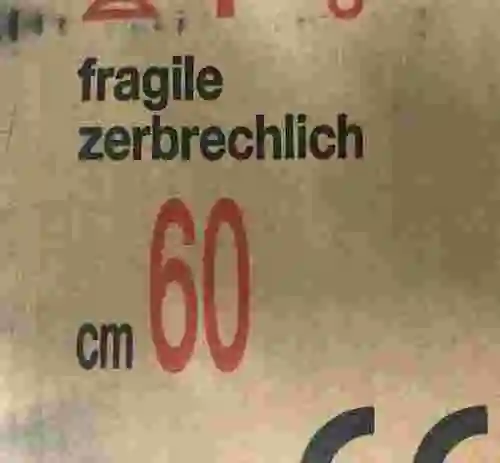 fragile
zerbrechlich
cm 60